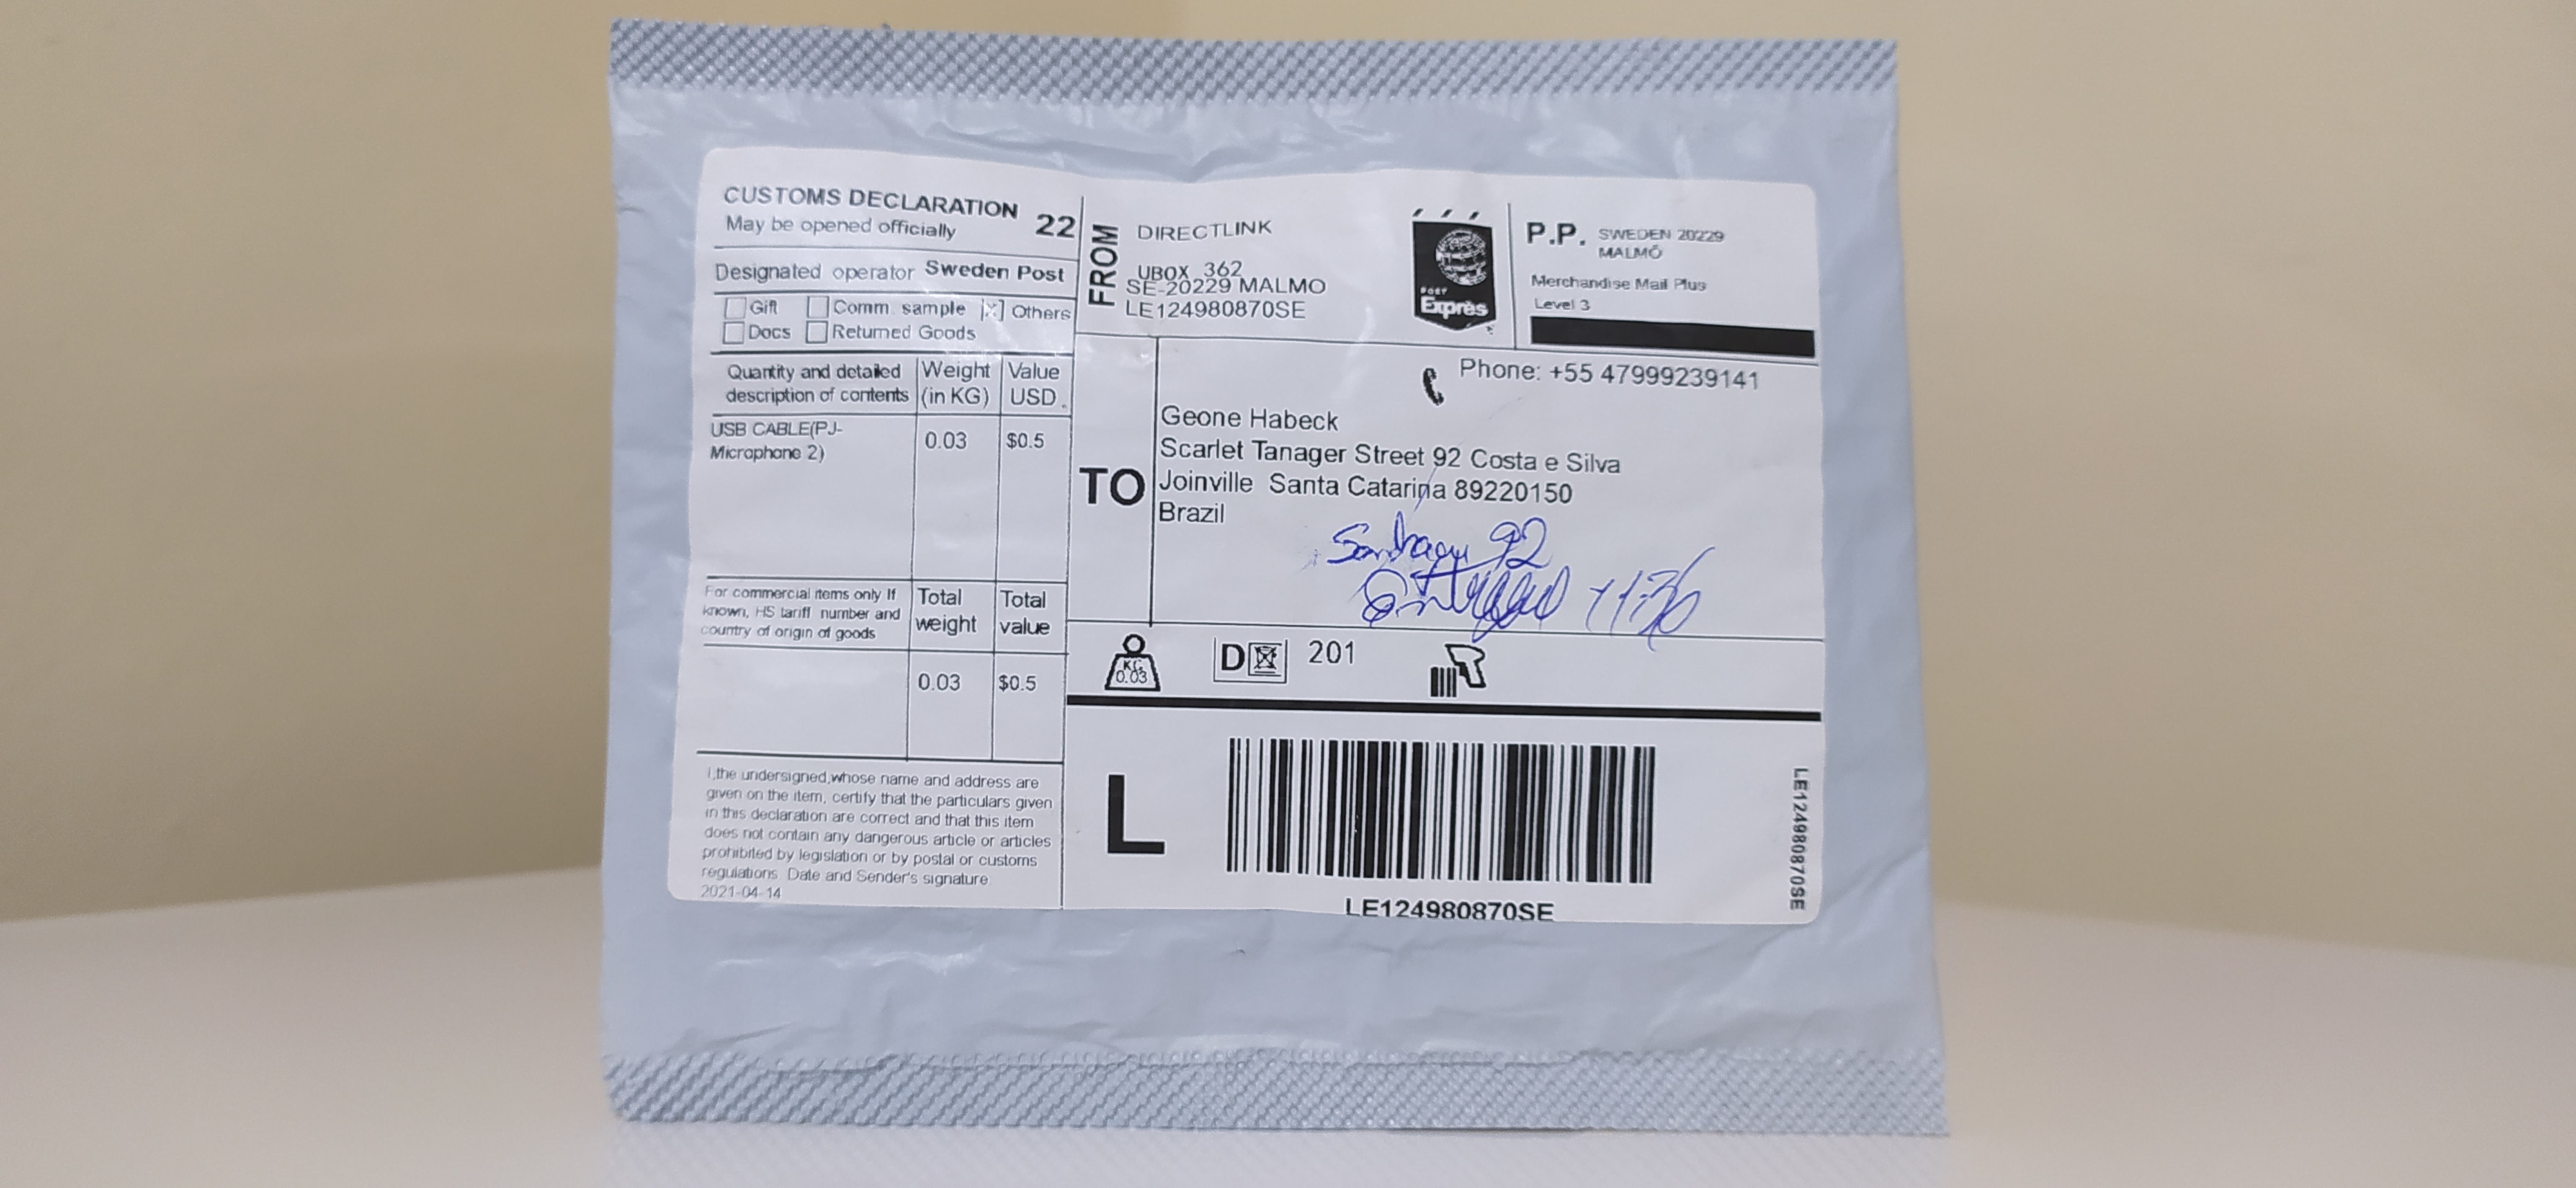 CUSTOMS DECLARATION 22
May be opened officially
Designated operator Sweden Post
Gift Comm. sample [x] Others
Docs Returned Goods
Quantity and detailed description of contents
Weight (in KG)
Value USD.
USB CABLE(PJ-
Microphone 2)
0.03
$0.5
For commercial items only If
known, HS tariff number and
country of origin of goods
Total
weight
Total
value
0.03
$0.5
I,the undersigned,whose name and address are
given on the item, certify that the particulars given
in this declaration are correct and that this item
does not contain any dangerous article or articles
prohibited by legislation or by postal or customs
regulations. Date and Sender's signature
2021-04-14
FROM
DIRECTLINK
UBOX 362
SE-20229 MALMO
LE124980870SE
POST
Exprès
P.P. SWEDEN 20229
MALMÖ
Merchandise Mail Plus
Level 3
Phone: +55 47999239141
TO
Geone Habeck
Scarlet Tanager Street 92 Costa e Silva
Joinville Santa Catarina 89220150
Brazil
92
KG
0.03
D 201
L
LE124980870SE
LE124980870SE